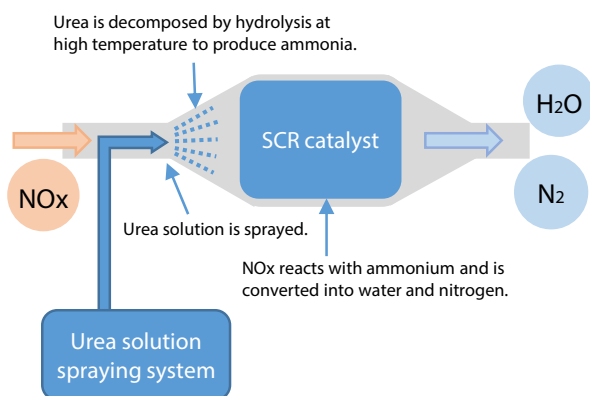 Urea is decomposed by hydrolysis at
high temperature to produce ammonia.
H2O
SCR catalyst
NOx
N2
Urea solution is sprayed.
NOx reacts with ammonium and is
converted into water and nitrogen.
Urea solution
spraying system